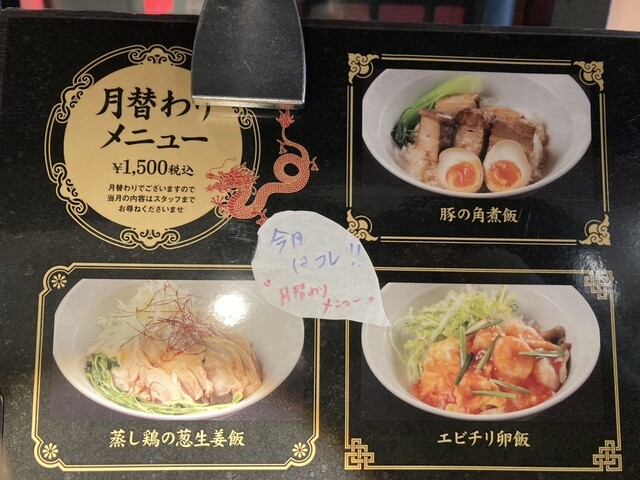 月替わり
メニュー
¥1,500税込
月替わりでございますので
当月の内容はスタッフまで
お尋ねくださいませ
豚の角煮飯
今月
はコレ!!
"月替わり
メニュー"
蒸し鶏の葱生姜飯
エビチリ卵飯